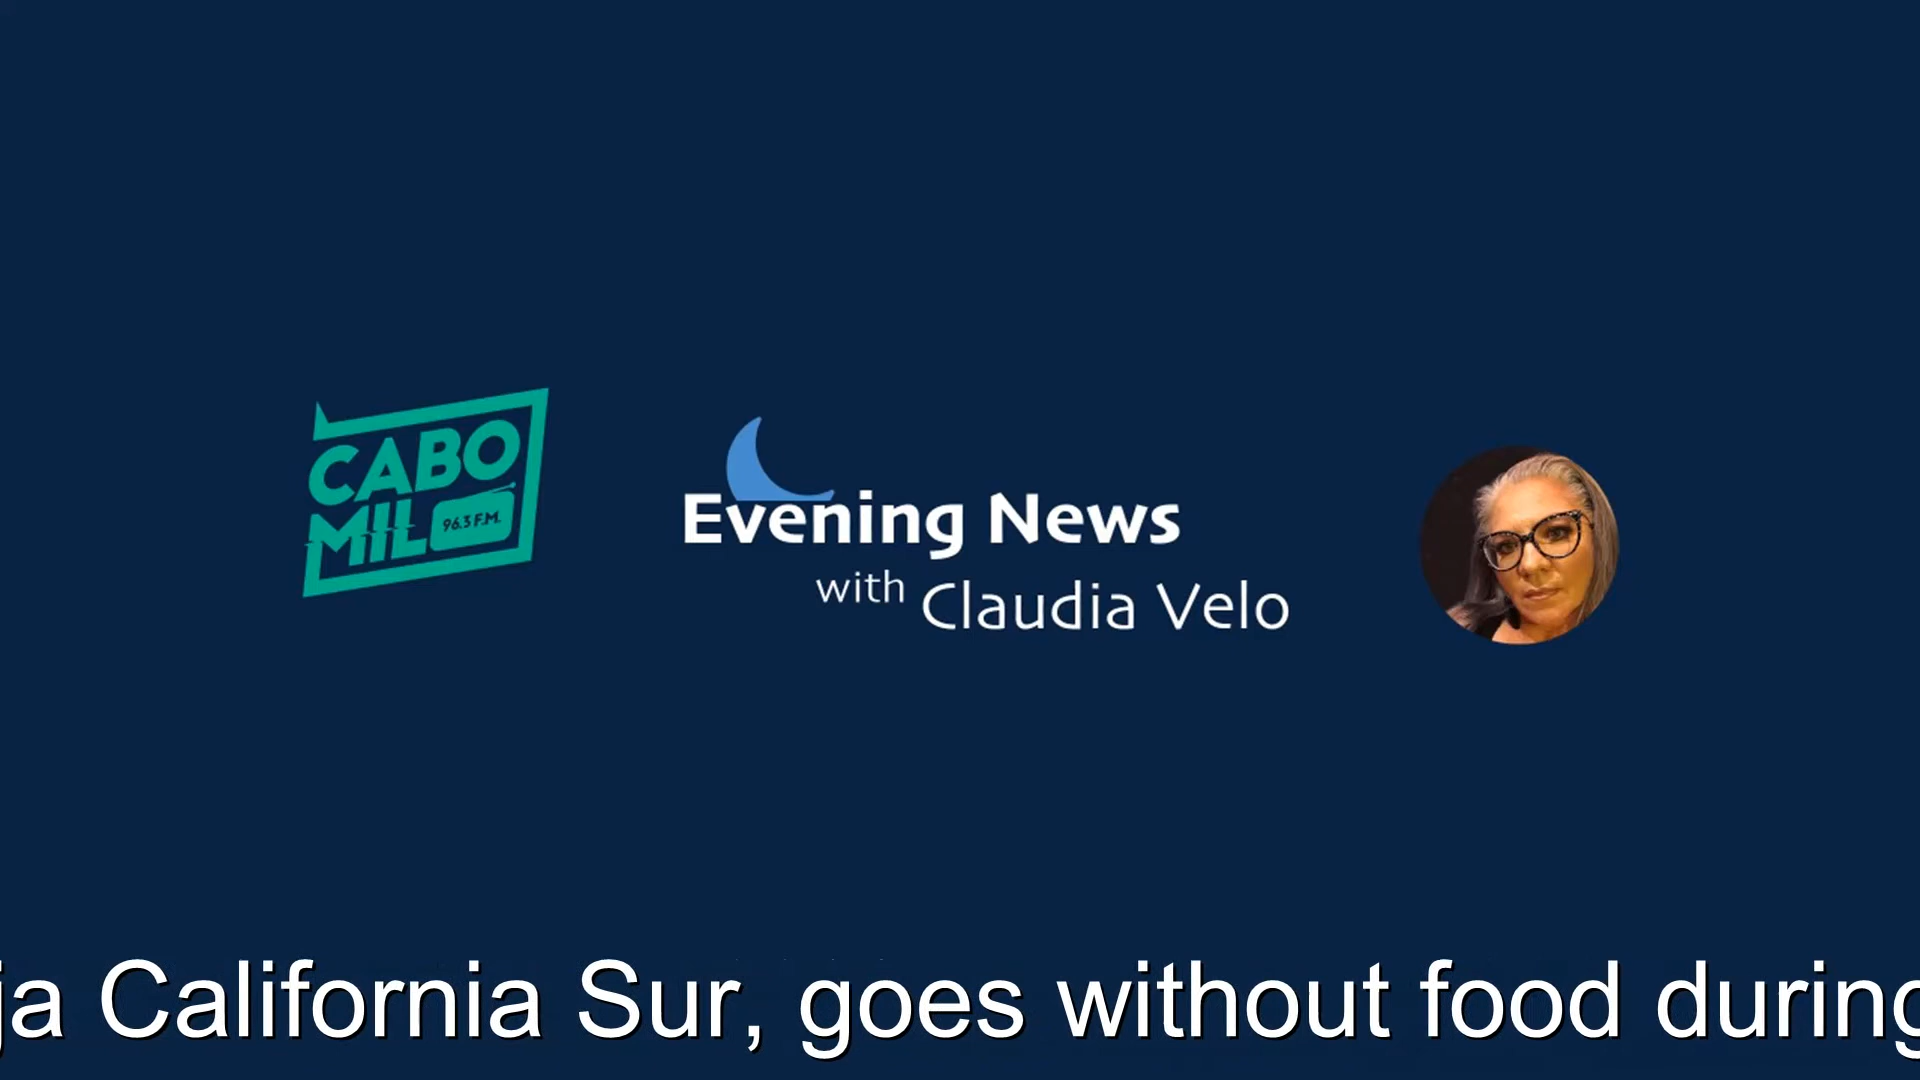 CABO
MIL
96.3 F.M.
Evening News
with Claudia Velo
ja California Sur, goes without food during